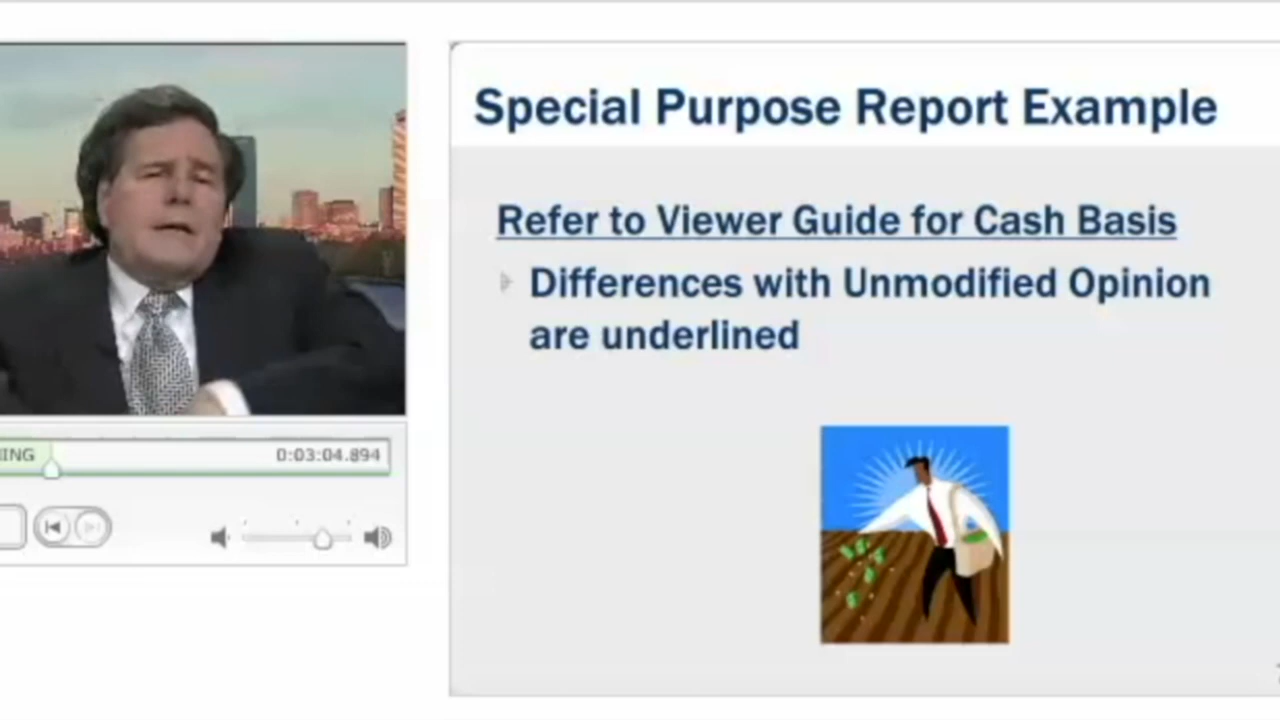 Special Purpose Report Example
Refer to Viewer Guide for Cash Basis
Differences with Unmodified Opinion
are underlined
0:03:04.894